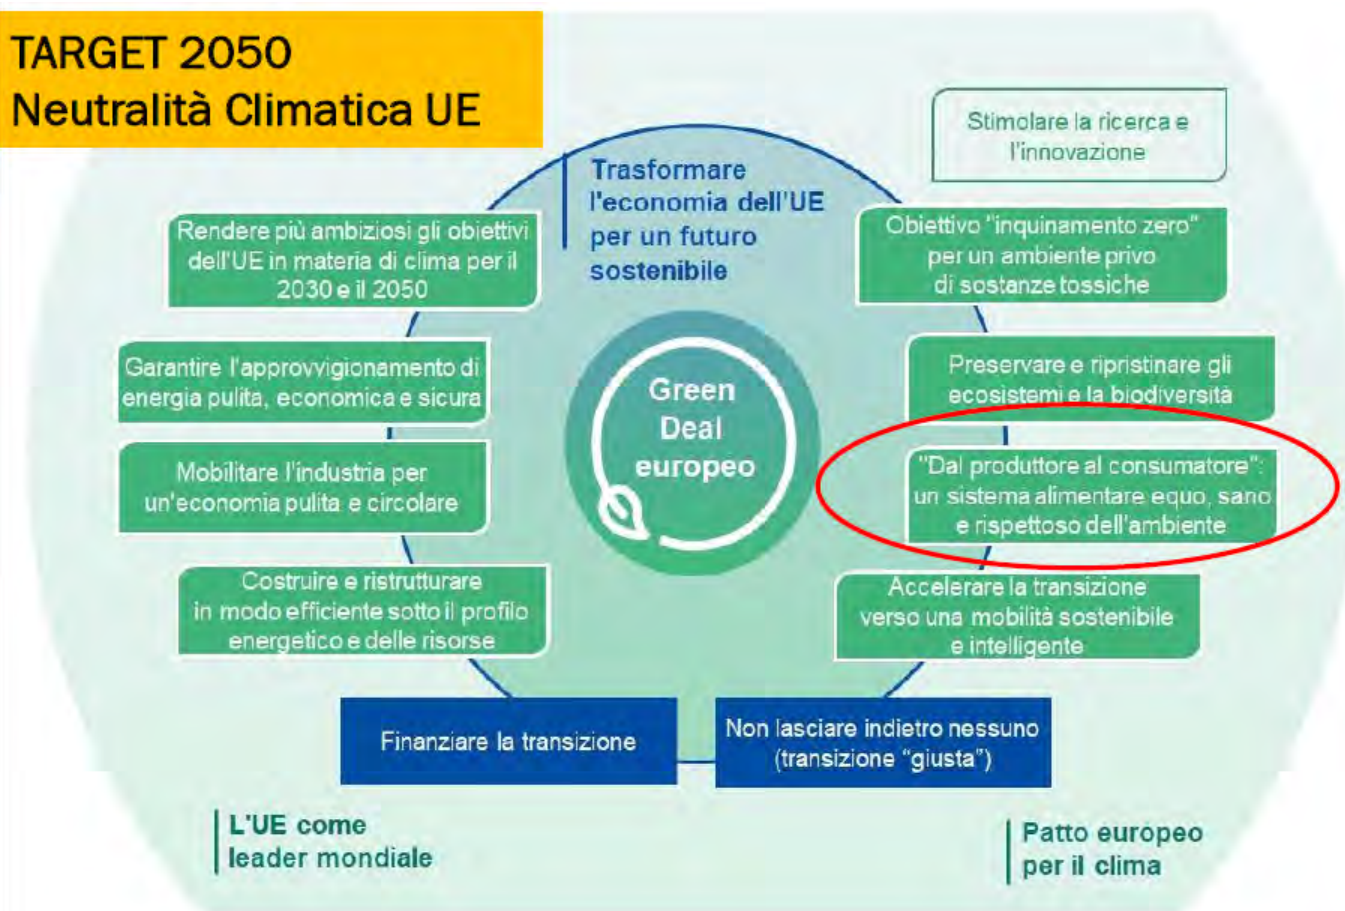 TARGET 2050
Neutralità Climatica UE
Stimolare la ricerca e
l'innovazione
Trasformare
l'economia dell'UE
per un futuro
sostenibile
Rendere più ambiziosi gli obiettivi
dell'UE in materia di clima per il
2030 e il 2050
Obiettivo "inquinamento zero"
per un ambiente privo
di sostanze tossiche
Garantire l'approvvigionamento di
energia pulita, economica e sicura
Green
Deal
europeo
Preservare e ripristinare gli
ecosistemi e la biodiversità
Mobilitare l'industria per
un'economia pulita e circolare
"Dal produttore al consumatore":
un sistema alimentare equo, sano
e rispettoso dell'ambiente
Costruire e ristrutturare
in modo efficiente sotto il profilo
energetico e delle risorse
Accelerare la transizione
verso una mobilità sostenibile
e intelligente
Finanziare la transizione
Non lasciare indietro nessuno
(transizione "giusta")
L'UE come
leader mondiale
Patto europeo
per il clima